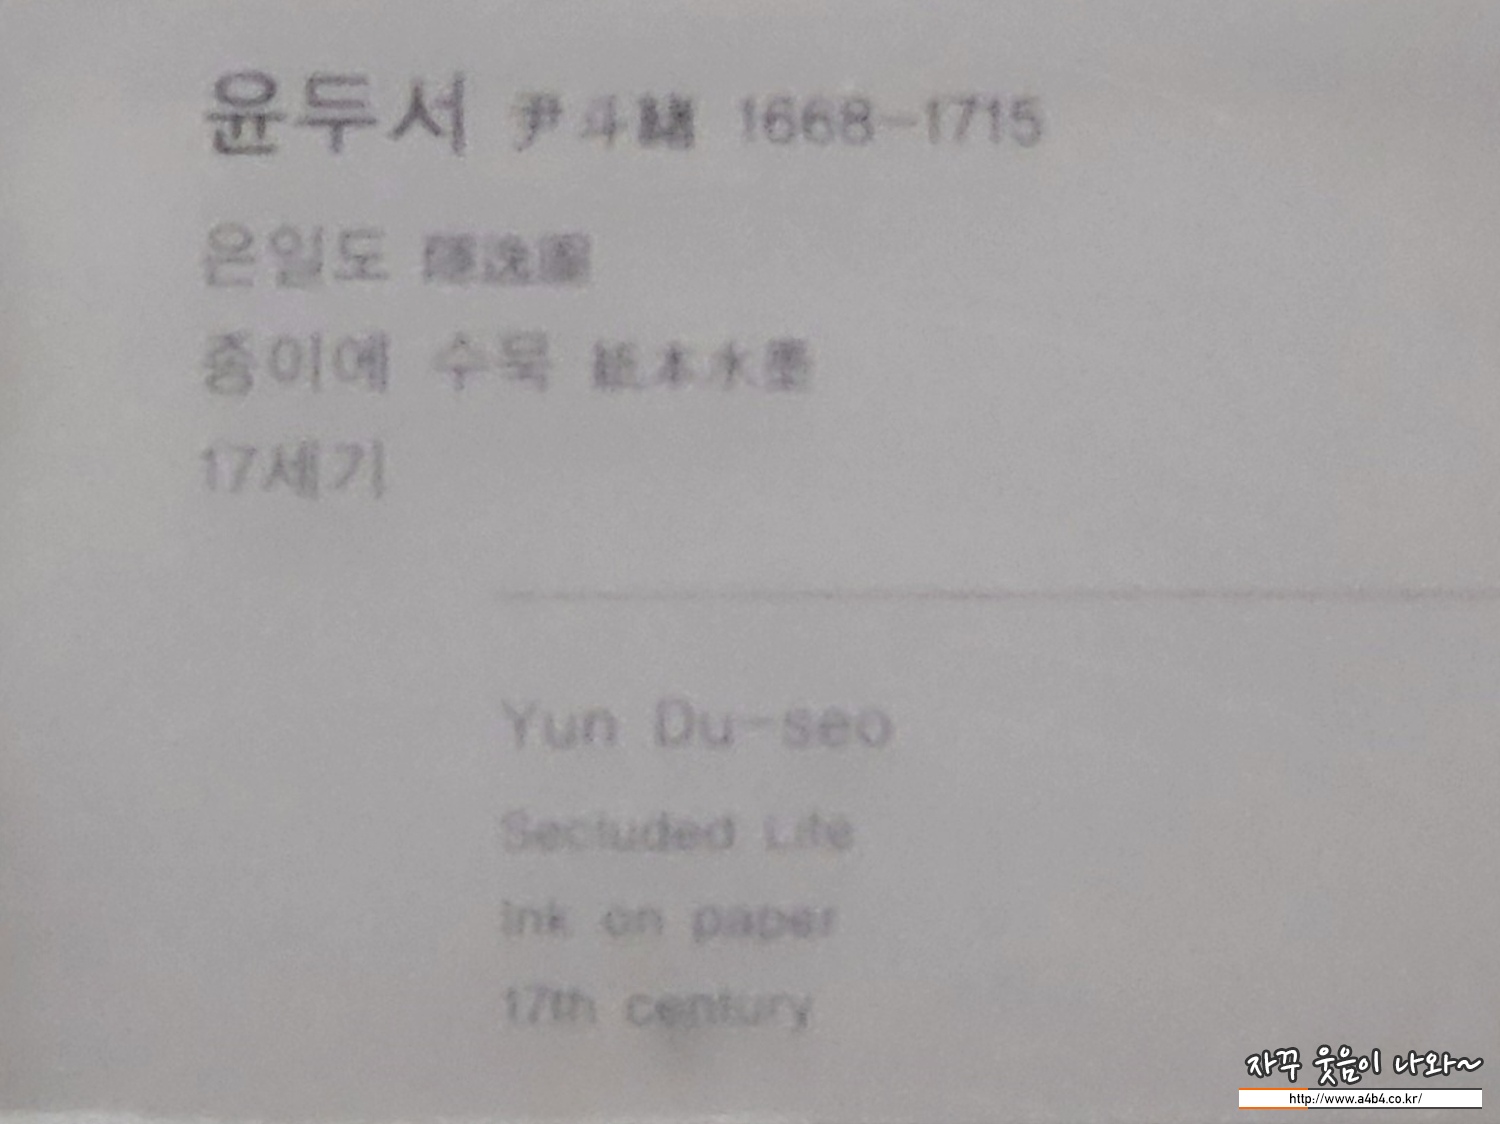 윤두서 尹斗緖 1668-1715
은일도 隱逸圖
종이에 수묵 紙本水墨
17세기
Yun Du-seo
Secluded Life
Ink on paper
17th century
자꾸 웃음이 나와~
http://www.a4b4.co.kr/